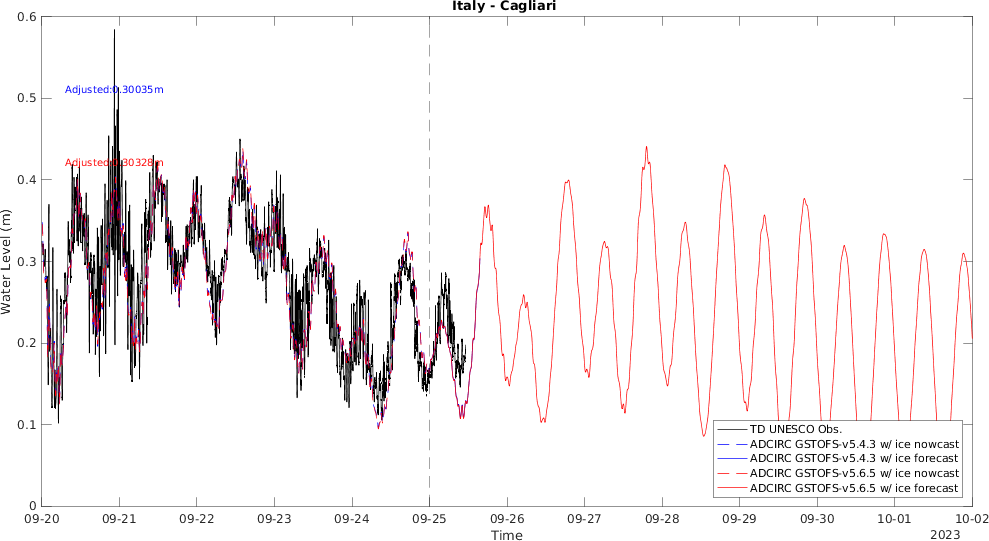 Italy - Cagliari
0.6
0.5
0.4
0.3
0.2
0.1
0
Water Level (m)
Adjusted:0.30035m
Adjusted:0.30328m
TD UNESCO Obs.
ADCIRC GSTOFS-v5.4.3 w/ ice nowcast
ADCIRC GSTOFS-v5.4.3 w/ ice forecast
ADCIRC GSTOFS-v5.6.5 w/ ice nowcast
ADCIRC GSTOFS-v5.6.5 w/ ice forecast
09-20 09-21 09-22 09-23 09-24 09-25 09-26 09-27 09-28 09-29 09-30 10-01 10-02
Time
2023